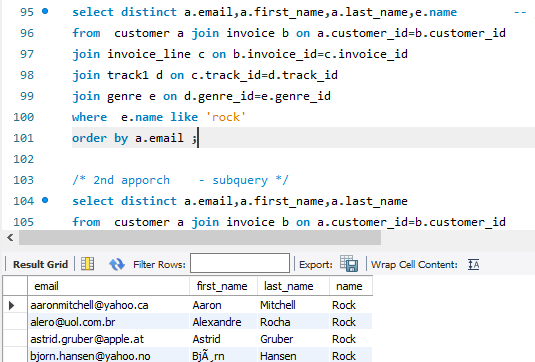 95 select distinct a.email,a.first_name,a.last_name,e.name --
96 from customer a join invoice b on a.customer_id=b.customer_id
97 join invoice_line c on b.invoice_id=c.invoice_id
98 join track1 d on c.track_id=d.track_id
99 join genre e on d.genre_id=e.genre_id
100 where e.name like 'rock'
101 order by a.email ;
102
103 /* 2nd apporch - subquery */
104 select distinct a.email,a.first_name,a.last_name
105 from customer a join invoice b on a.customer_id=b.customer_id
Result Grid Filter Rows: Export: Wrap Cell Content: IA
email first_name last_name name
aaronmitchell@yahoo.ca Aaron Mitchell Rock
alero@uol.com.br Alexandre Rocha Rock
astrid.gruber@apple.at Astrid Gruber Rock
bjorn.hansen@yahoo.no BjÃ¸rn Hansen Rock